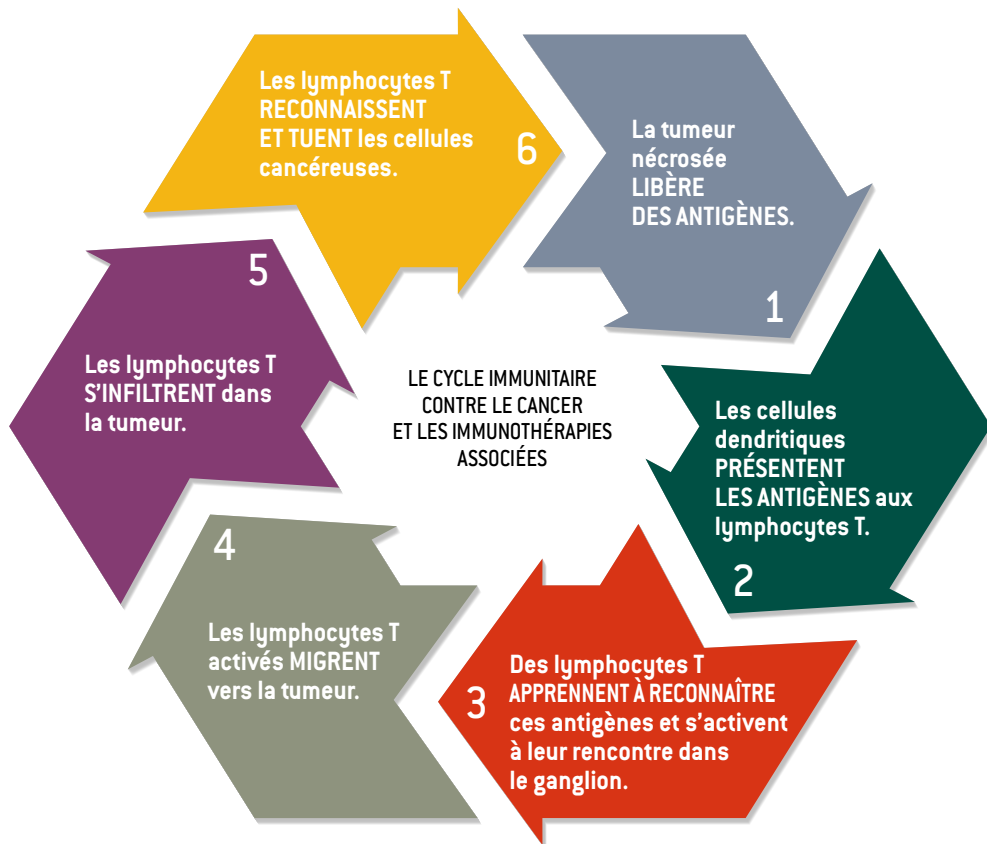 LE CYCLE IMMUNITAIRE
CONTRE LE CANCER
ET LES IMMUNOTHÉRAPIES
ASSOCIÉES
La tumeur
nécrosée
LIBÈRE
DES ANTIGÈNES.
1
Les cellules
dendritiques
PRÉSENTENT
LES ANTIGÈNES aux
lymphocytes T.
2
Des lymphocytes T
APPRENNENT À RECONNAÎTRE
ces antigènes et s’activent
à leur rencontre dans
le ganglion.
3
4
Les lymphocytes T
activés MIGRENT
vers la tumeur.
5
Les lymphocytes T
S’INFILTRENT dans
la tumeur.
Les lymphocytes T
RECONNAISSENT
ET TUENT les cellules
cancéreuses.
6